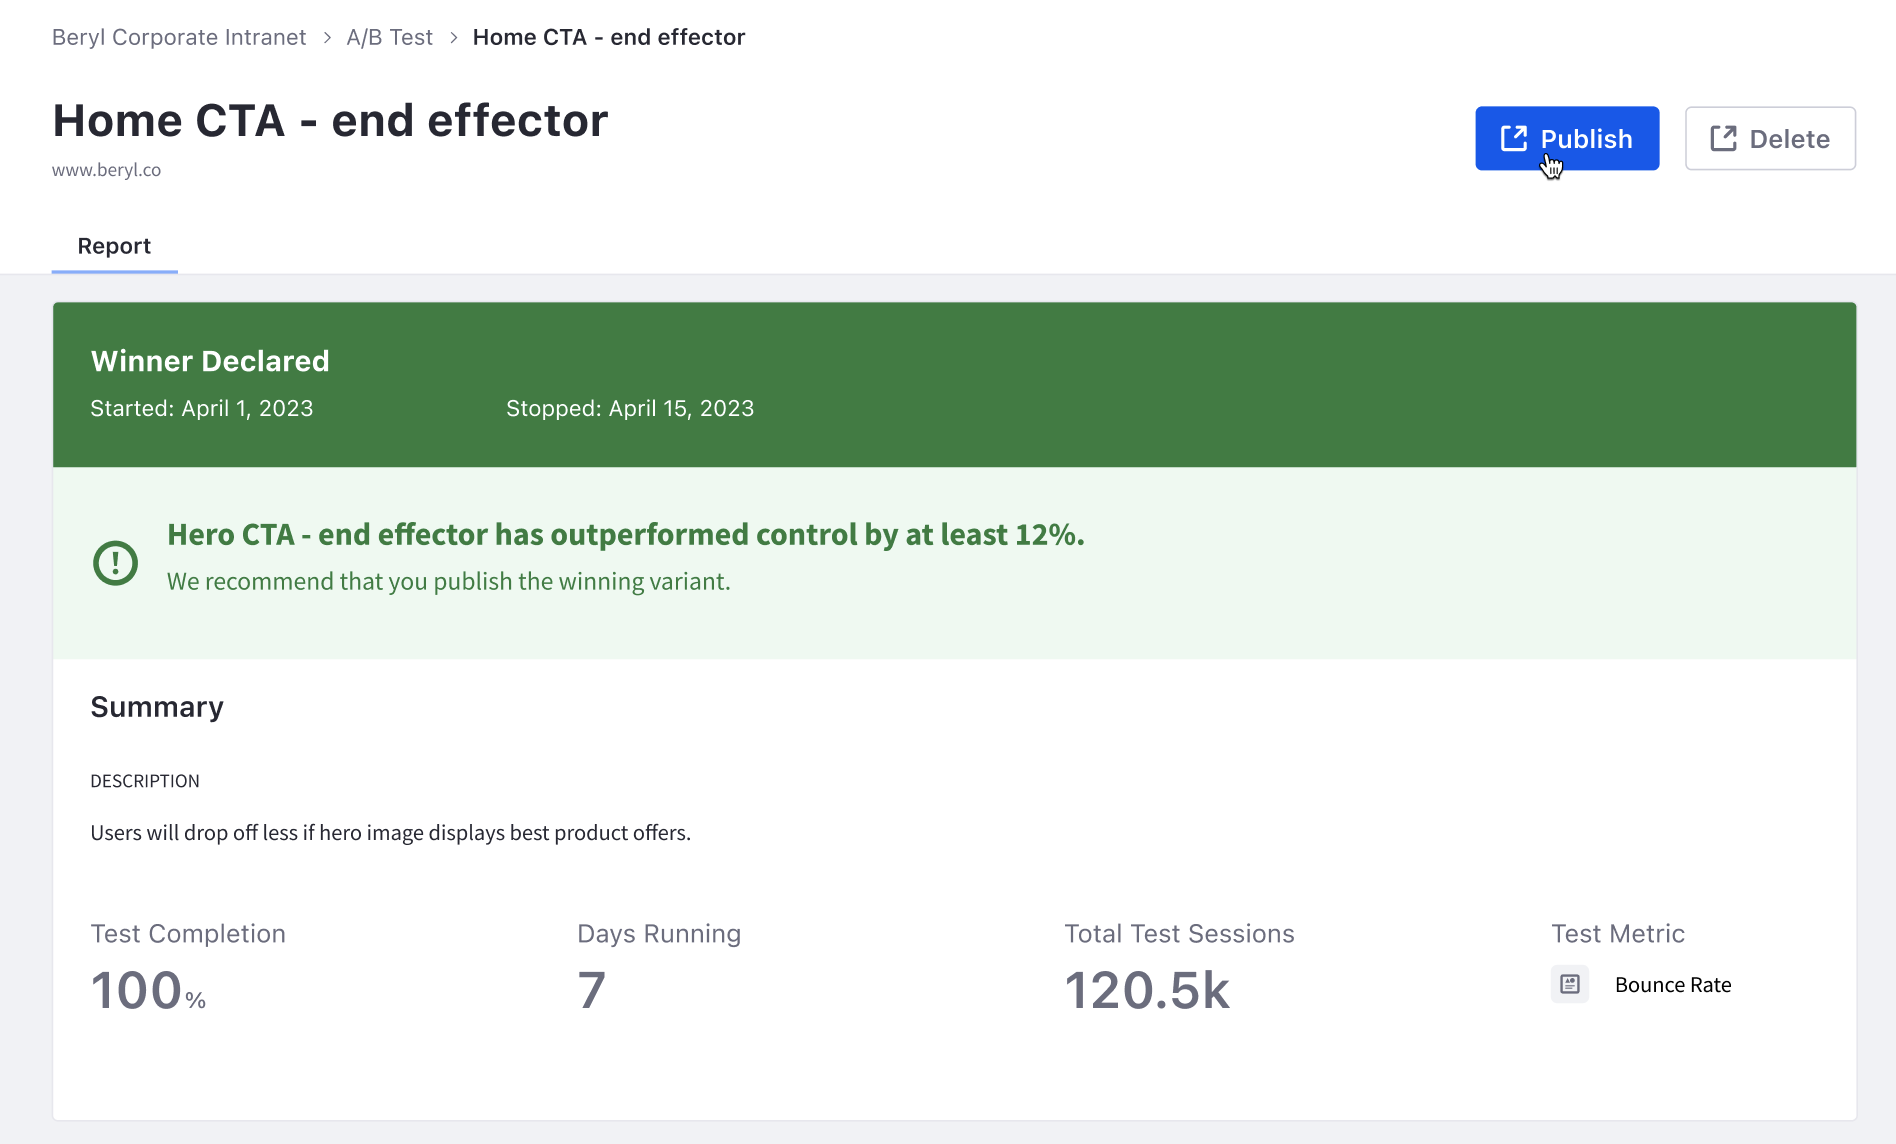 Beryl Corporate Intranet > A/B Test > Home CTA - end effector
Home CTA - end effector
www.beryl.co
Publish
Delete
Report
Winner Declared
Started: April 1, 2023 Stopped: April 15, 2023
Hero CTA - end effector has outperformed control by at least 12%.
We recommend that you publish the winning variant.
Summary
DESCRIPTION
Users will drop off less if hero image displays best product offers.
Test Completion
100%
Days Running
7
Total Test Sessions
120.5k
Test Metric
Bounce Rate